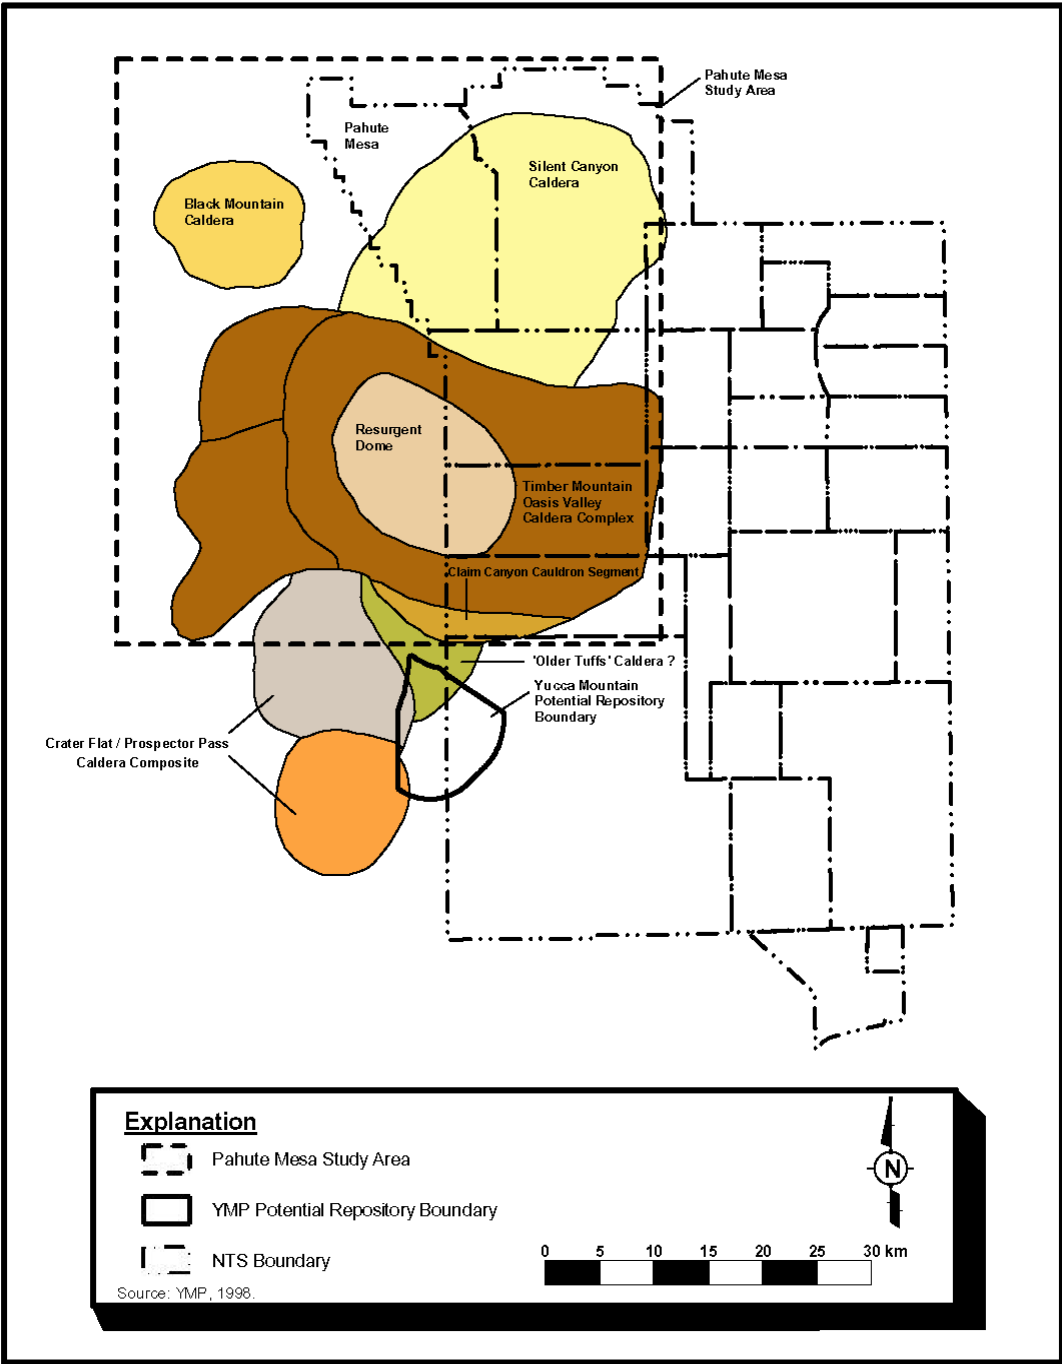 Pahute Mesa
Study Area
Pahute
Mesa
Silent Canyon
Caldera
Black Mountain
Caldera
Resurgent
Dome
Timber Mountain
Oasis Valley
Caldera Complex
Claim Canyon Cauldron Segment
'Older Tuffs' Caldera ?
Yucca Mountain
Potential Repository
Boundary
Crater Flat / Prospector Pass
Caldera Composite
Explanation
Pahute Mesa Study Area
YMP Potential Repository Boundary
NTS Boundary
Source: YMP, 1998.
N
0 5 10 15 20 25 30 km